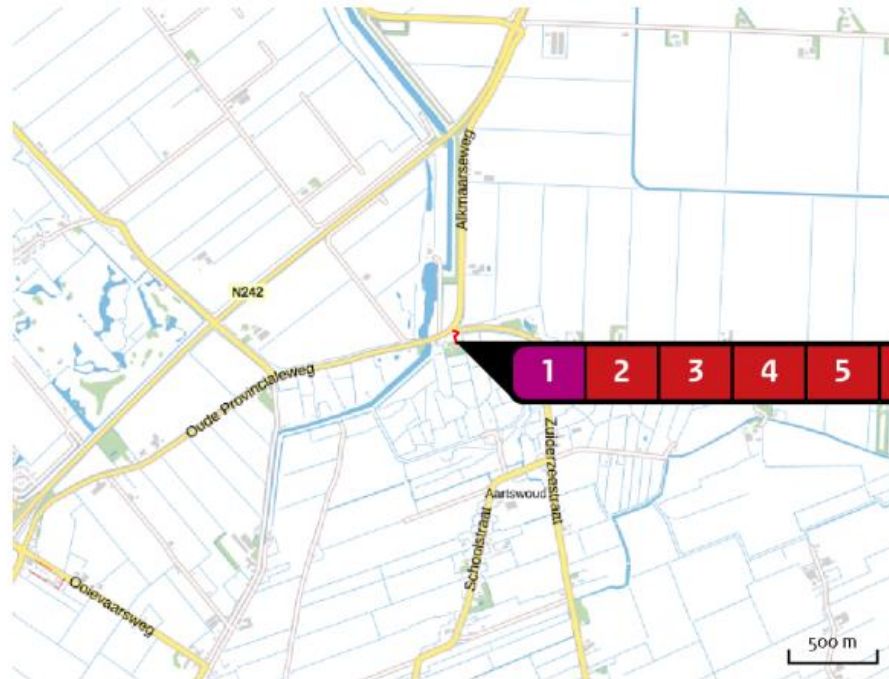 Alkmaarseweg
N242
1 2 3 4 5
Oude Provincialeweg
Zuiderzeestraat
Aartswoud
Schoolstraat
Ooievaarsweg
500 m